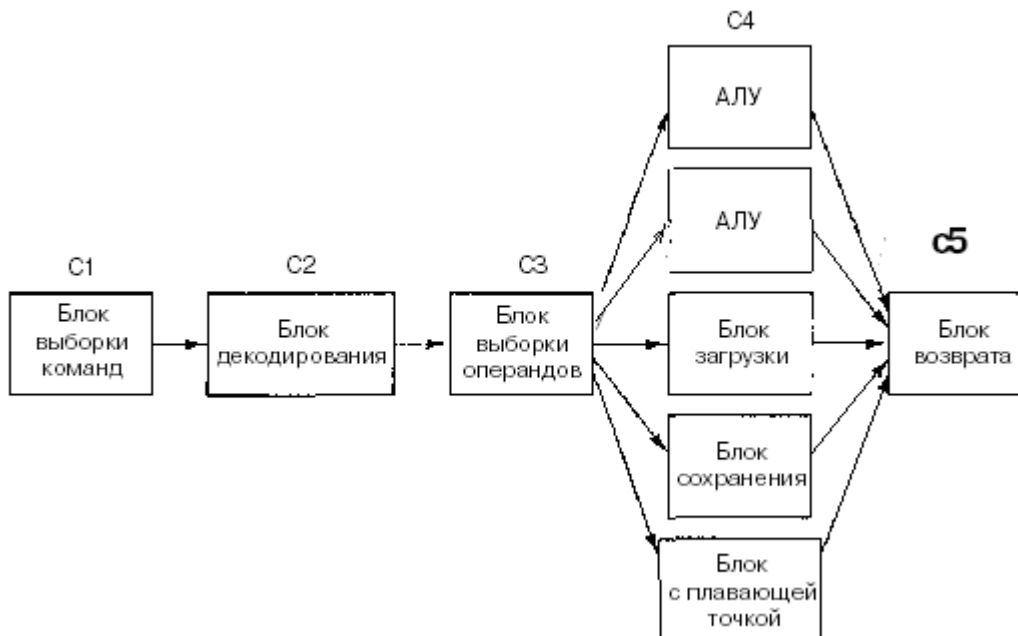 С4
АЛУ
АЛУ
с5
С1
С2
С3
Блок
выборки
команд
Блок
декодирования
Блок
выборки
операндов
Блок
загрузки
Блок
возврата
Блок
сохранения
Блок
с плавающей
точкой